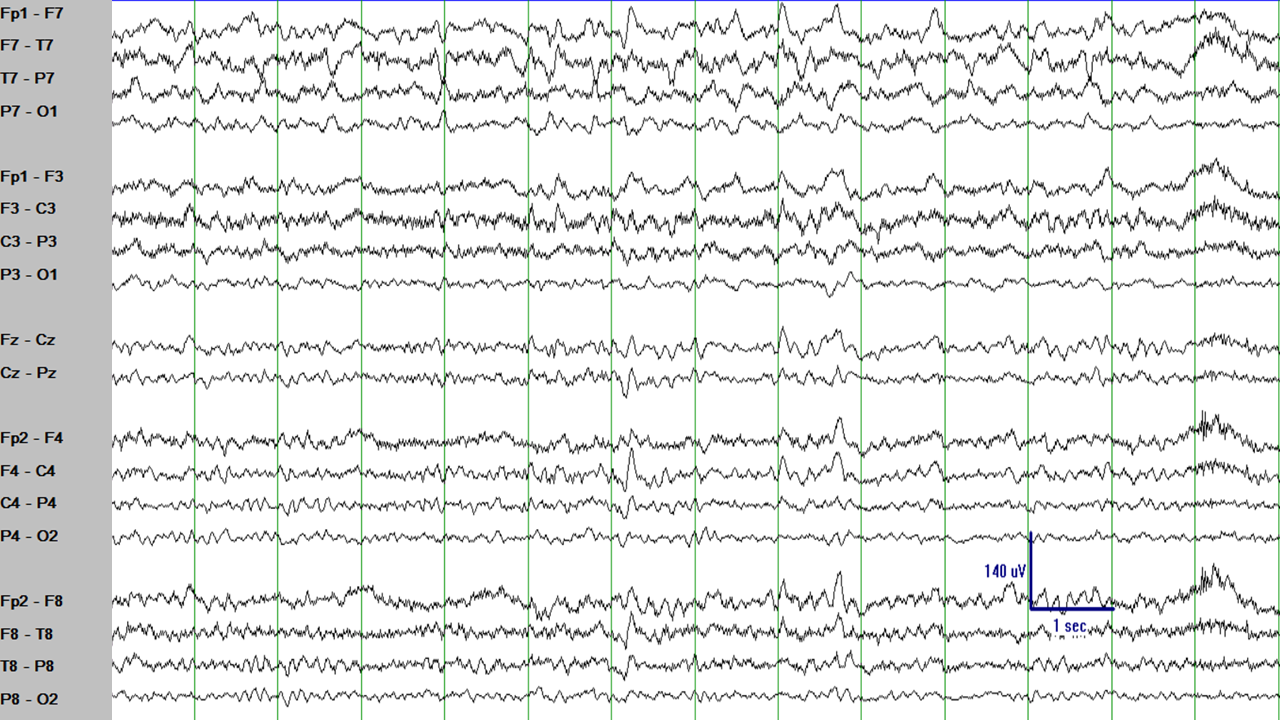 Fp1 - F7
F7 - T7
T7 - P7
P7 - O1
Fp1 - F3
F3 - C3
C3 - P3
P3 - O1
Fz - Cz
Cz - Pz
Fp2 - F4
F4 - C4
C4 - P4
P4 - O2
140 uV
Fp2 - F8
1 sec.
F8 - T8
T8 - P8
P8 - O2